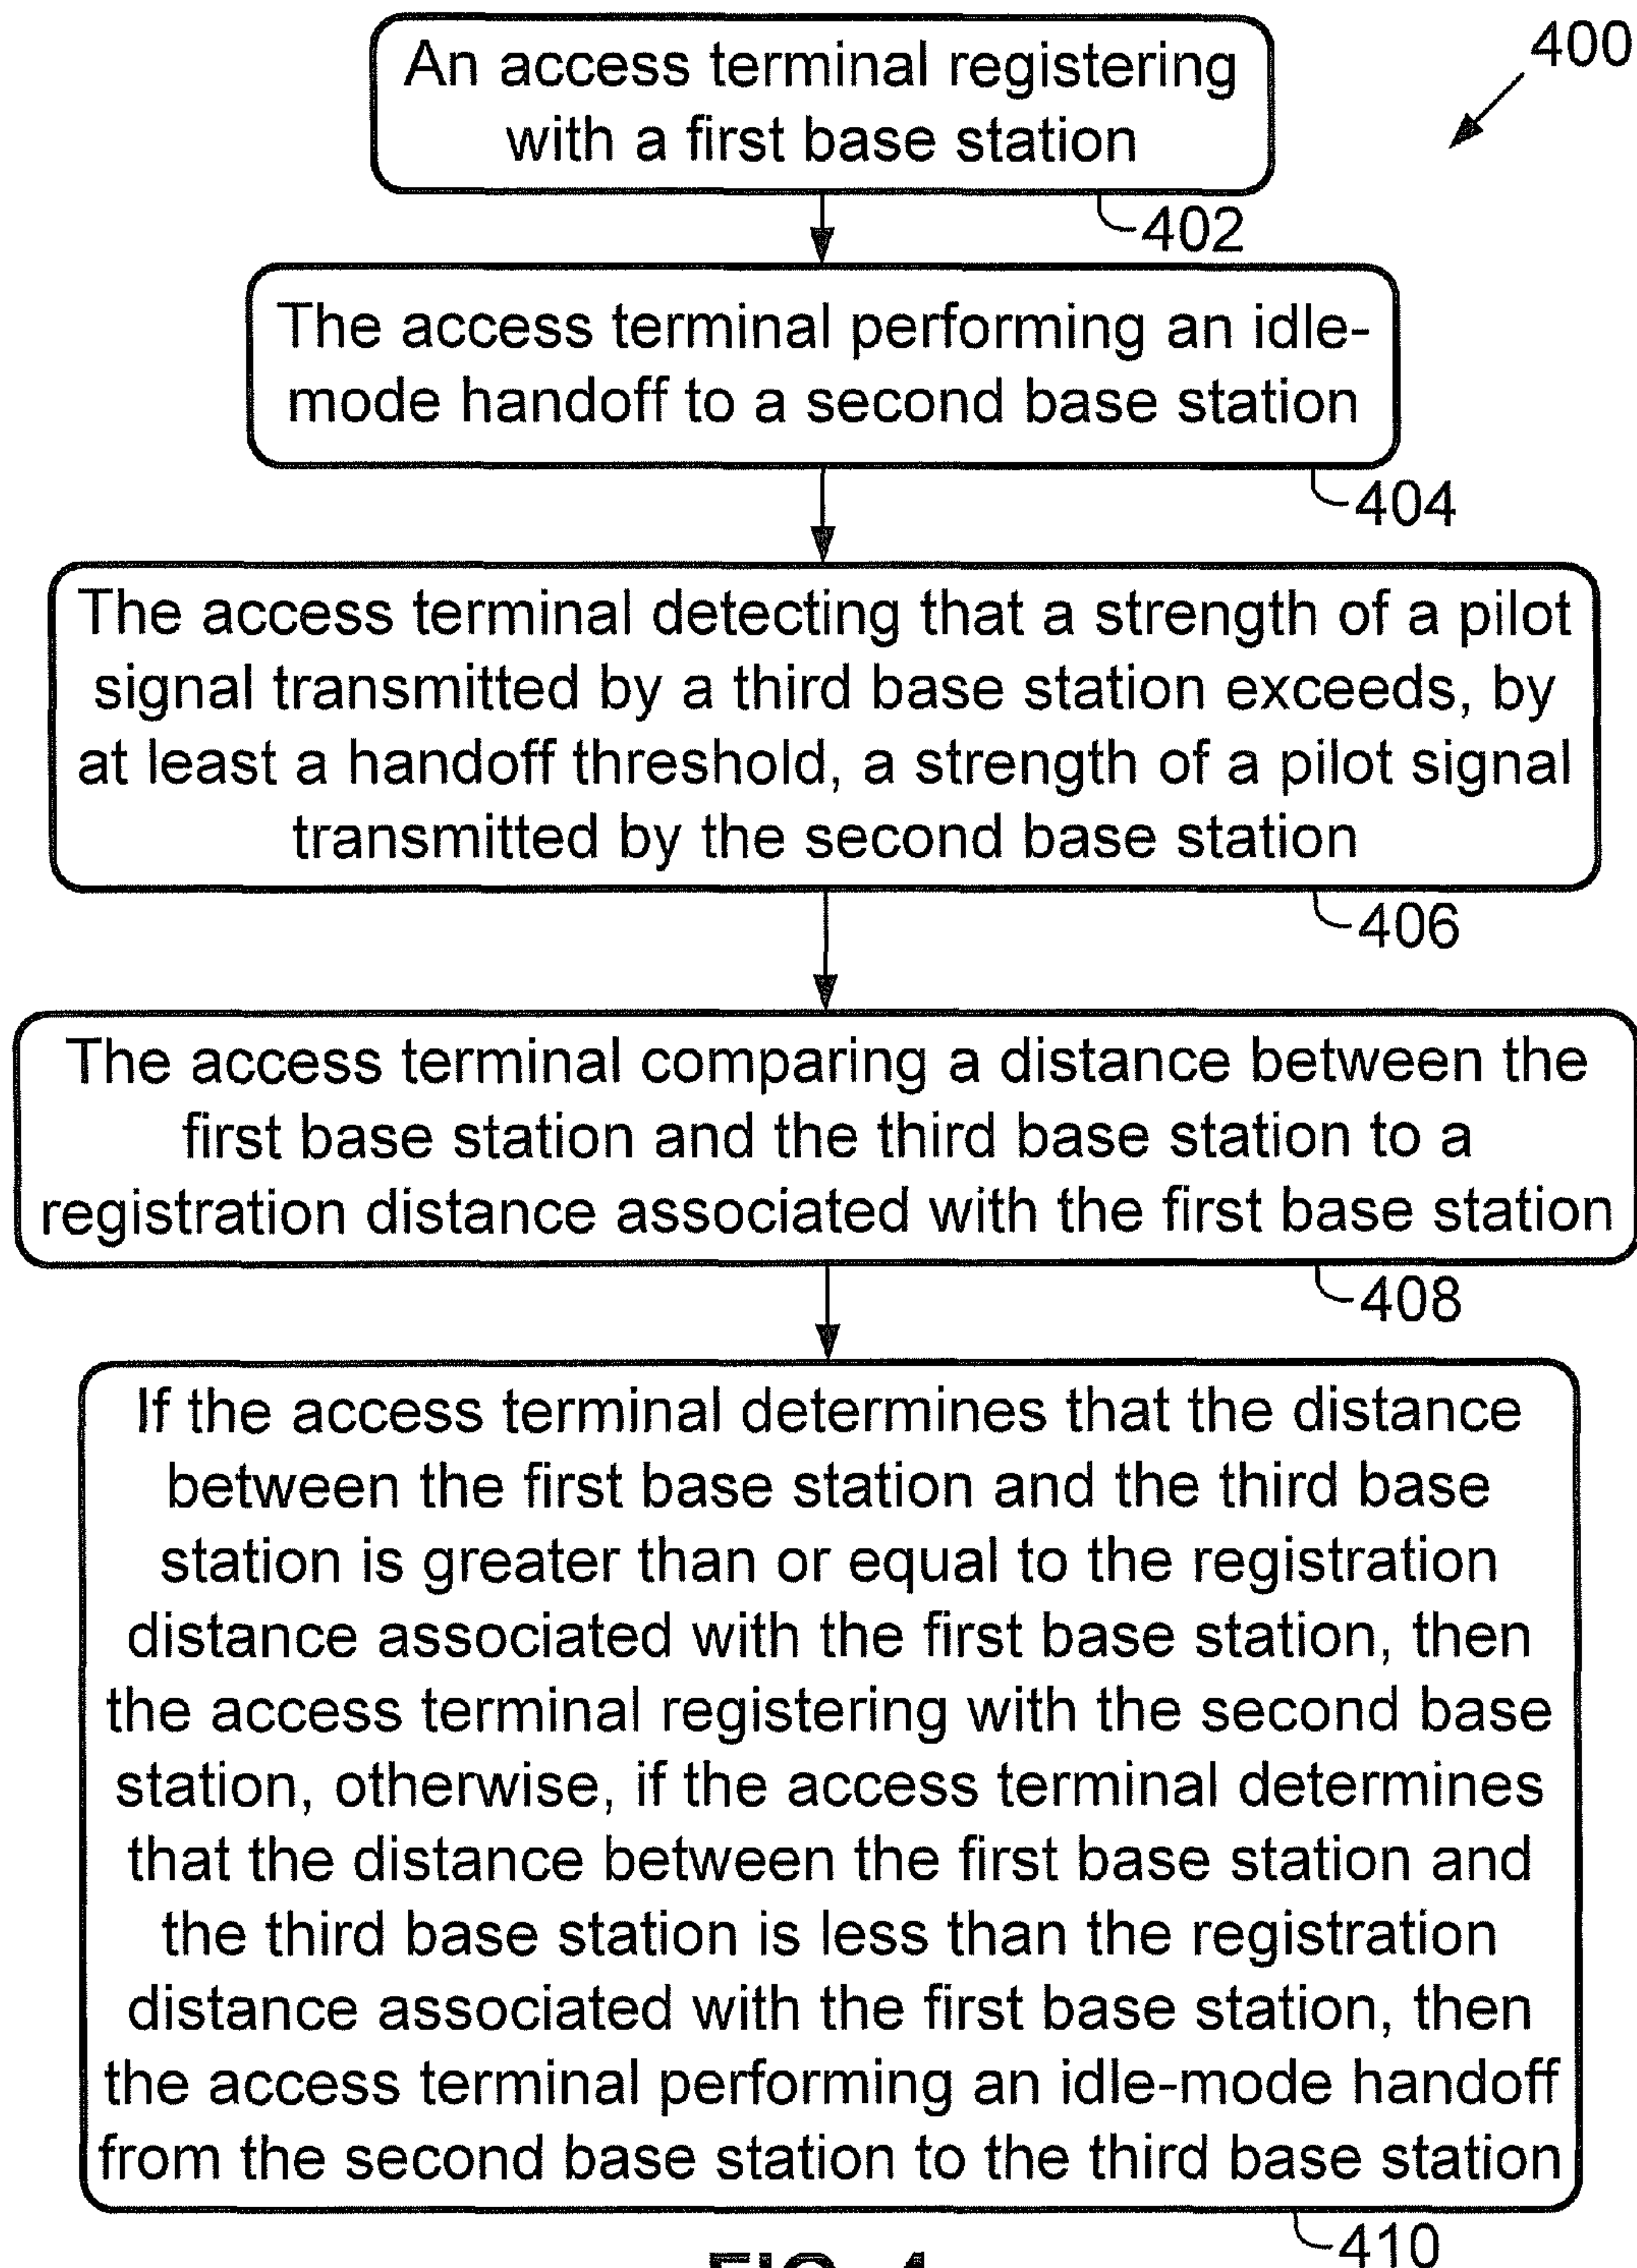 400
An access terminal registering
with a first base station
402
The access terminal performing an idle-
mode handoff to a second base station
404
The access terminal detecting that a strength of a pilot
signal transmitted by a third base station exceeds, by
at least a handoff threshold, a strength of a pilot signal
transmitted by the second base station
406
The access terminal comparing a distance between the
first base station and the third base station to a
registration distance associated with the first base station
408
If the access terminal determines that the distance
between the first base station and the third base
station is greater than or equal to the registration
distance associated with the first base station, then
the access terminal registering with the second base
station, otherwise, if the access terminal determines
that the distance between the first base station and
the third base station is less than the registration
distance associated with the first base station, then
the access terminal performing an idle-mode handoff
from the second base station to the third base station
410